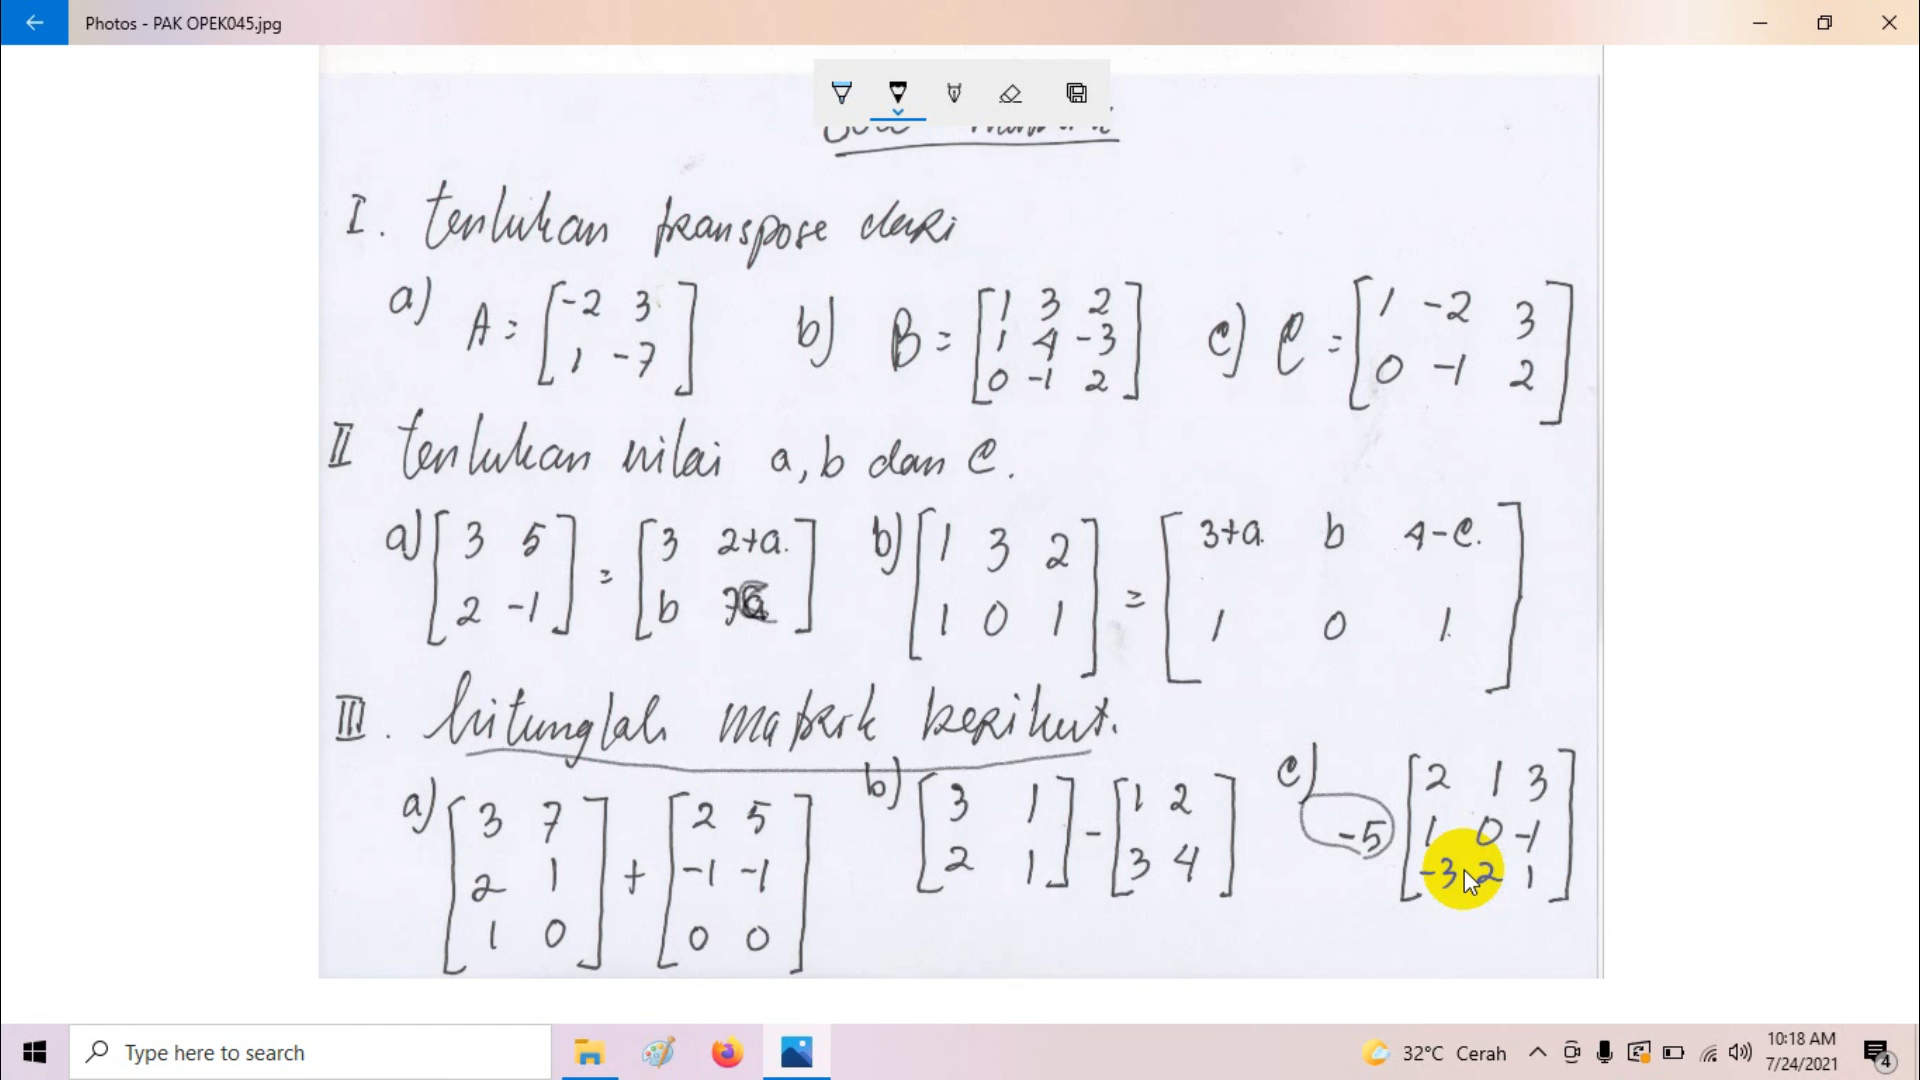 Photos - PAK OPEK045.jpg
I. tentukan transpose dari
a) A = [-2 3
1 -7]
b) B = [1 3 2
1 4 -3
0 -1 2]
c) C = [1 -2 3
0 -1 2]
II tentukan nilai a, b dan c.
a) [3 5
2 -1] = [3 2+a.
b]
b) [1 3 2
1 0 1] = [3+a. b 4-c.
1 0 1.]
III. hitunglah matrik berikut.
a) [3 7
2 1
1 0] + [2 5
-1 -1
0 0]
b) [3 1
2 1] - [1 2
3 4]
c) -5 [2 1 3
1 0 -1
-3 2 1]
Type here to search
32°C Cerah
10:18 AM
7/24/2021
4